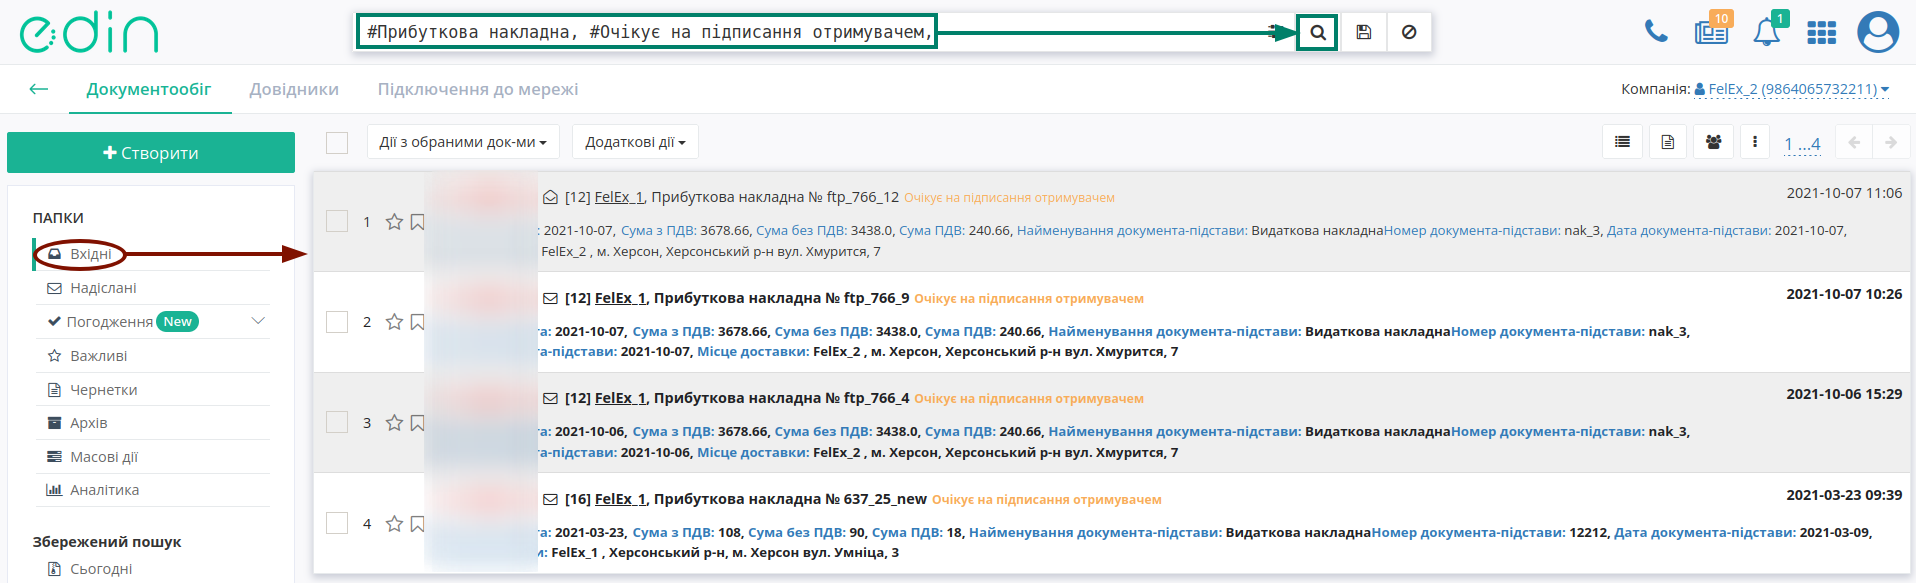 edin
#Прибуткова накладна, #Очікує на підписання отримувачем,
10
1
Документообіг
Довідники
Підключення до мережі
Компанія: FelEx_2 (9864065732211)
Створити
Дії з обраними док-ми
Додаткові дії
1 ...4
ПАПКИ
Вхідні
Надіслані
Погодження New
Важливі
Чернетки
Архів
Масові дії
Аналітика
Збережений пошук
Сьогодні
1 [12] FelEx_1, Прибуткова накладна № ftp_766_12 Очікує на підписання отримувачем 2021-10-07 11:06
: 2021-10-07, Сума з ПДВ: 3678.66, Сума без ПДВ: 3438.0, Сума ПДВ: 240.66, Найменування документа-підстави: Видаткова накладнаНомер документа-підстави: nak_3, Дата документа-підстави: 2021-10-07,
FelEx_2 , м. Херсон, Херсонський р-н вул. Хмурится, 7
2 [12] FelEx_1, Прибуткова накладна № ftp_766_9 Очікує на підписання отримувачем 2021-10-07 10:26
та: 2021-10-07, Сума з ПДВ: 3678.66, Сума без ПДВ: 3438.0, Сума ПДВ: 240.66, Найменування документа-підстави: Видаткова накладнаНомер документа-підстави: nak_3,
та-підстави: 2021-10-07, Місце доставки: FelEx_2 , м. Херсон, Херсонський р-н вул. Хмурится, 7
3 [12] FelEx_1, Прибуткова накладна № ftp_766_4 Очікує на підписання отримувачем 2021-10-06 15:29
та: 2021-10-06, Сума з ПДВ: 3678.66, Сума без ПДВ: 3438.0, Сума ПДВ: 240.66, Найменування документа-підстави: Видаткова накладнаНомер документа-підстави: nak_3,
та-підстави: 2021-10-06, Місце доставки: FelEx_2 , м. Херсон, Херсонський р-н вул. Хмурится, 7
4 [16] FelEx_1, Прибуткова накладна № 637_25_new Очікує на підписання отримувачем 2021-03-23 09:39
та: 2021-03-23, Сума з ПДВ: 108, Сума без ПДВ: 90, Сума ПДВ: 18, Найменування документа-підстави: Видаткова накладнаНомер документа-підстави: 12212, Дата документа-підстави: 2021-03-09,
и: FelEx_1 , Херсонський р-н, м. Херсон вул. Умніца, 3